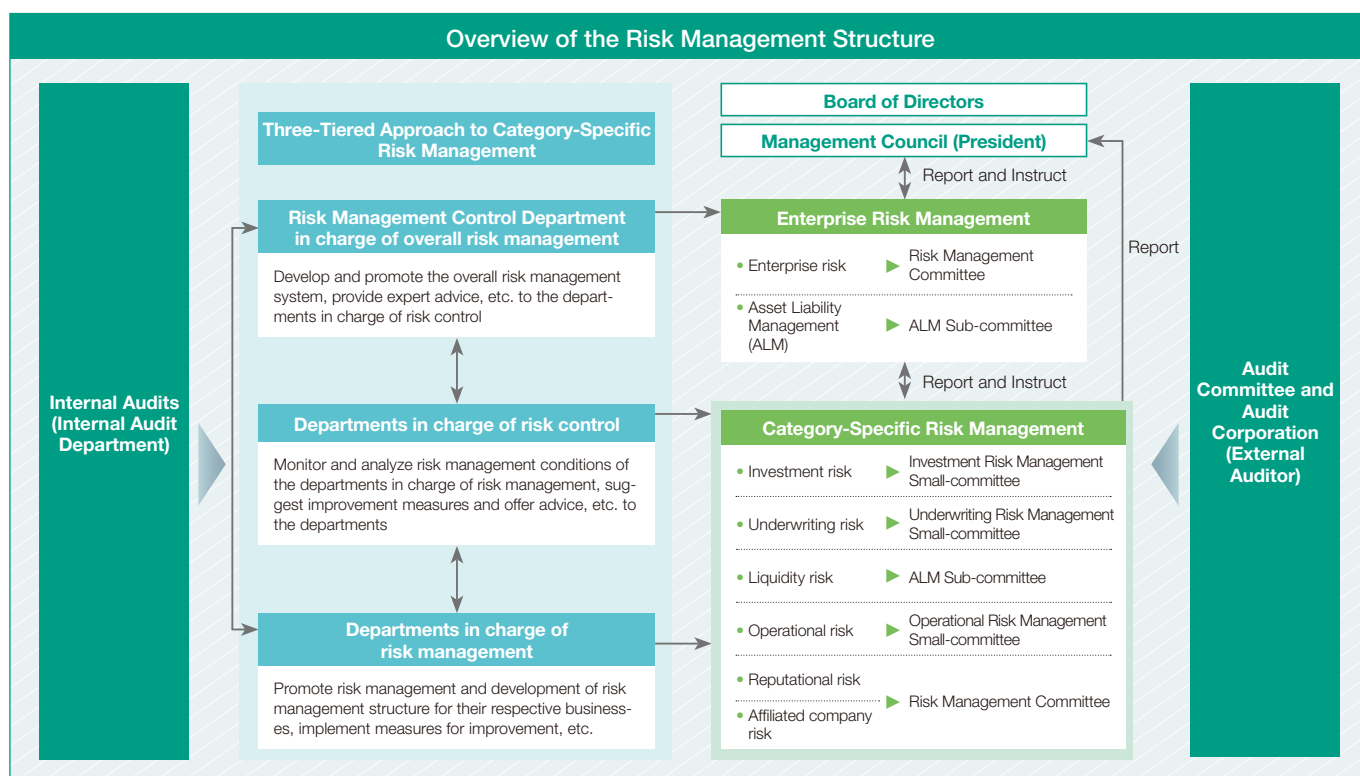 Overview of the Risk Management Structure
Internal Audits
(Internal Audit
Department)
Three-Tiered Approach to Category-Specific
Risk Management
Risk Management Control Department
in charge of overall risk management
Develop and promote the overall risk management
system, provide expert advice, etc. to the depart-
ments in charge of risk control
Departments in charge of risk control
Monitor and analyze risk management conditions of
the departments in charge of risk management, sug-
gest improvement measures and offer advice, etc. to
the departments
Departments in charge of
risk management
Promote risk management and development of risk
management structure for their respective business-
es, implement measures for improvement, etc.
Board of Directors
Management Council (President)
Report and Instruct
Enterprise Risk Management
• Enterprise risk
Risk Management
Committee
• Asset Liability
Management
(ALM)
ALM Sub-committee
Report and Instruct
Category-Specific Risk Management
• Investment risk
Investment Risk Management
Small-committee
• Underwriting risk
Underwriting Risk Management
Small-committee
• Liquidity risk
ALM Sub-committee
• Operational risk
Operational Risk Management
Small-committee
• Reputational risk
• Affiliated company
risk
Risk Management Committee
Report
Audit
Committee and
Audit
Corporation
(External
Auditor)